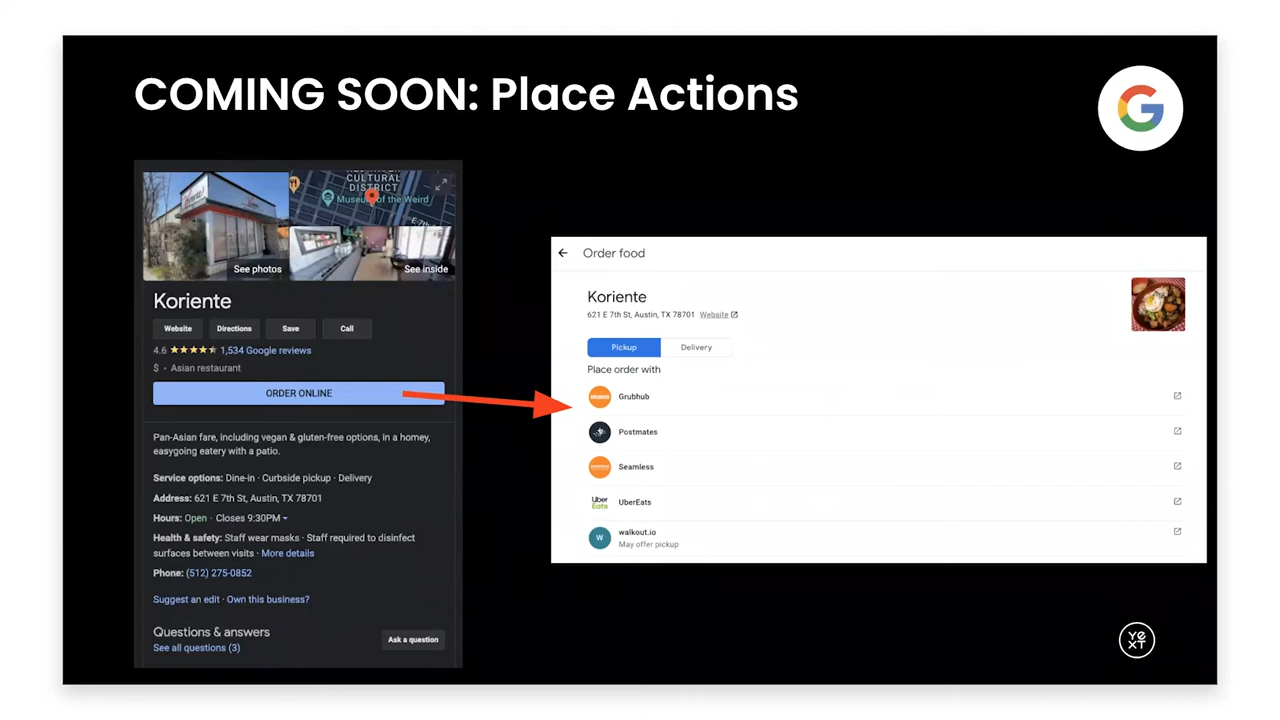 COMING SOON: Place Actions
CULTURAL
DISTRICT
Museum of the Weird
E 7th
See photos
See inside
Koriente
Website
Directions
Save
Call
4.6
1,534 Google reviews
$ · Asian restaurant
ORDER ONLINE
Pan-Asian fare, including vegan & gluten-free options, in a homey,
easygoing eatery with a patio.
Service options: Dine-in · Curbside pickup · Delivery
Address: 621 E 7th St, Austin, TX 78701
Hours: Open · Closes 9:30PM
Health & safety: Staff wear masks · Staff required to disinfect
surfaces between visits · More details
Phone: (512) 275-0852
Suggest an edit · Own this business?
Questions & answers
See all questions (3)
Ask a question
Order food
Koriente
621 E 7th St, Austin, TX 78701 Website
Pickup
Delivery
Place order with
Grubhub
Postmates
Seamless
Uber
Eats
UberEats
W
walkout.io
May offer pickup
G
YEXT